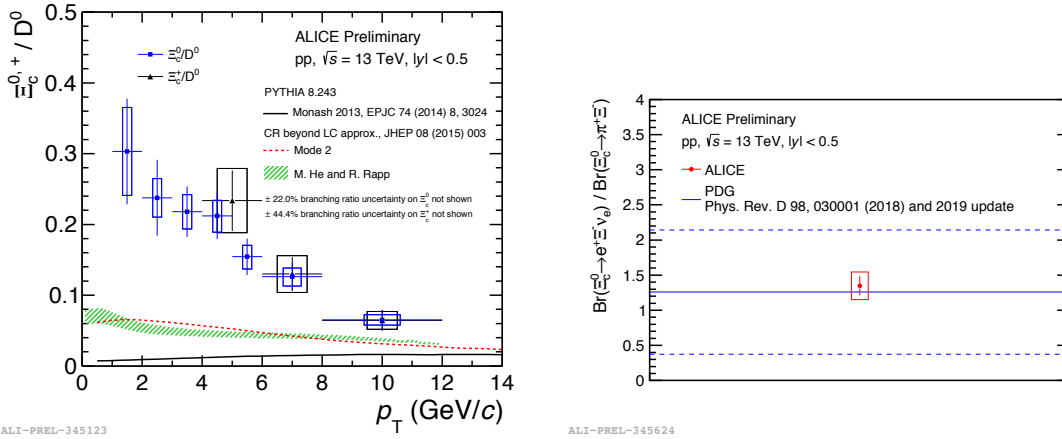 Ξc0,+ / D0
0.5
0.4
0.3
0.2
0.1
0
0 2 4 6 8 10 12 14
pT (GeV/c)
ALICE Preliminary
pp, √s = 13 TeV, |y| < 0.5
Ξc0/D0
Ξc+/D0
PYTHIA 8.243
Monash 2013, EPJC 74 (2014) 8, 3024
CR beyond LC approx., JHEP 08 (2015) 003
Mode 2
M. He and R. Rapp
± 22.0% branching ratio uncertainty on Ξc0 not shown
± 44.4% branching ratio uncertainty on Ξc+ not shown
ALI-PREL-345123
Br(Ξc0→e+Ξ-νe) / Br(Ξc0→π+Ξ-)
4
3.5
3
2.5
2
1.5
1
0.5
0
ALICE Preliminary
pp, √s = 13 TeV, |y| < 0.5
ALICE
PDG
Phys. Rev. D 98, 030001 (2018) and 2019 update
ALI-PREL-345624